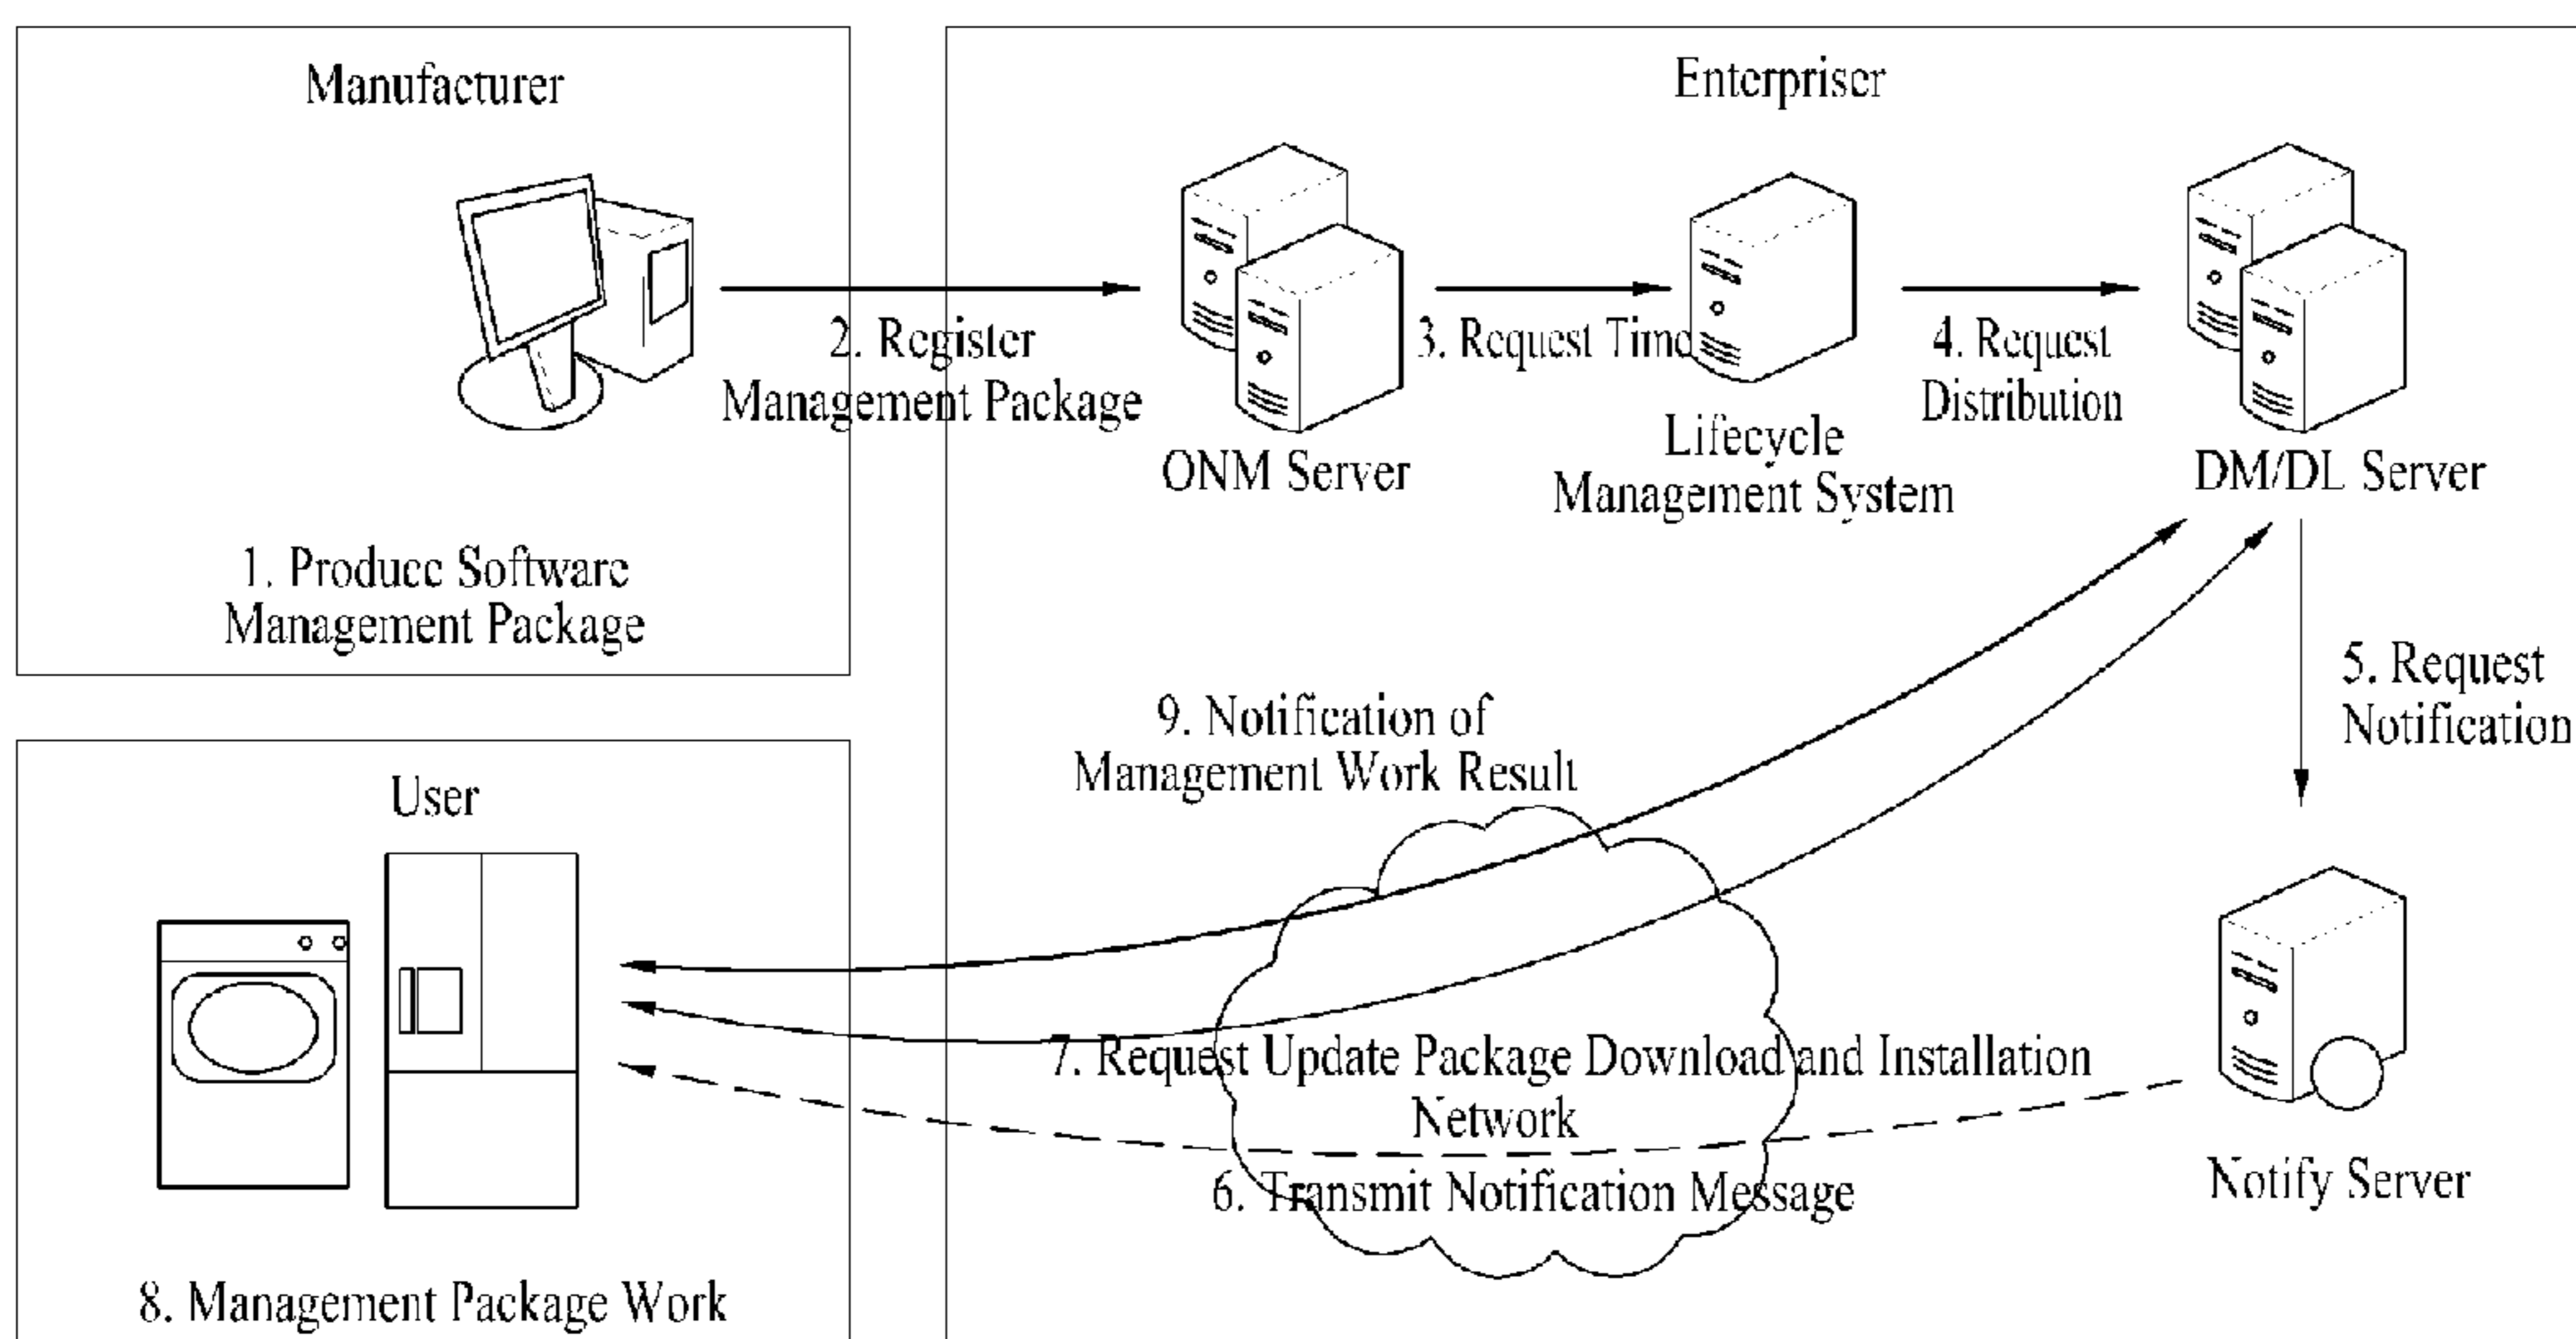 Manufacturer
Enterpriser
2. Register
Management Package
3. Request Time
4. Request
Distribution
ONM Server
Lifecycle
Management System
DM/DL Server
1. Produce Software
Management Package
5. Request
Notification
9. Notification of
Management Work Result
User
7. Request Update Package Download and Installation
Network
6. Transmit Notification Message
Notify Server
8. Management Package Work